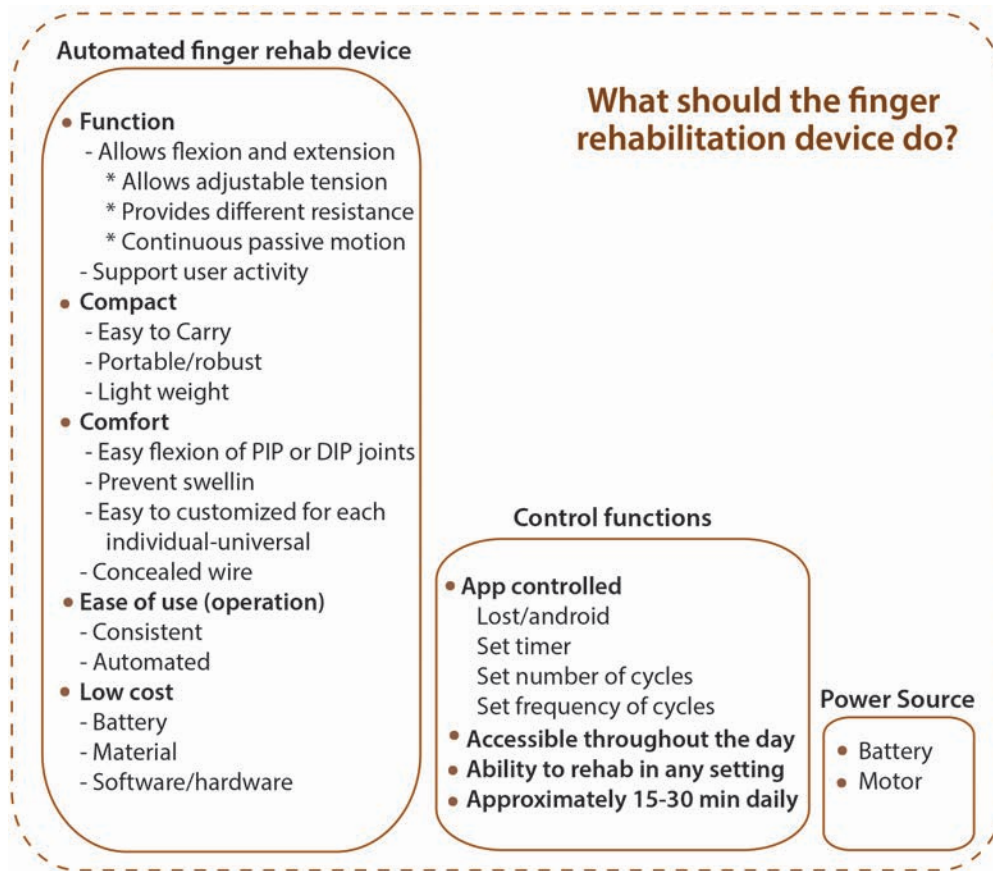 Automated finger rehab device
What should the finger
rehabilitation device do?
• Function
- Allows flexion and extension
* Allows adjustable tension
* Provides different resistance
* Continuous passive motion
- Support user activity
• Compact
- Easy to Carry
- Portable/robust
- Light weight
• Comfort
- Easy flexion of PIP or DIP joints
- Prevent swellin
- Easy to customized for each
individual-universal
- Concealed wire
• Ease of use (operation)
- Consistent
- Automated
• Low cost
- Battery
- Material
- Software/hardware
Control functions
• App controlled
Lost/android
Set timer
Set number of cycles
Set frequency of cycles
• Accessible throughout the day
• Ability to rehab in any setting
• Approximately 15-30 min daily
Power Source
• Battery
• Motor